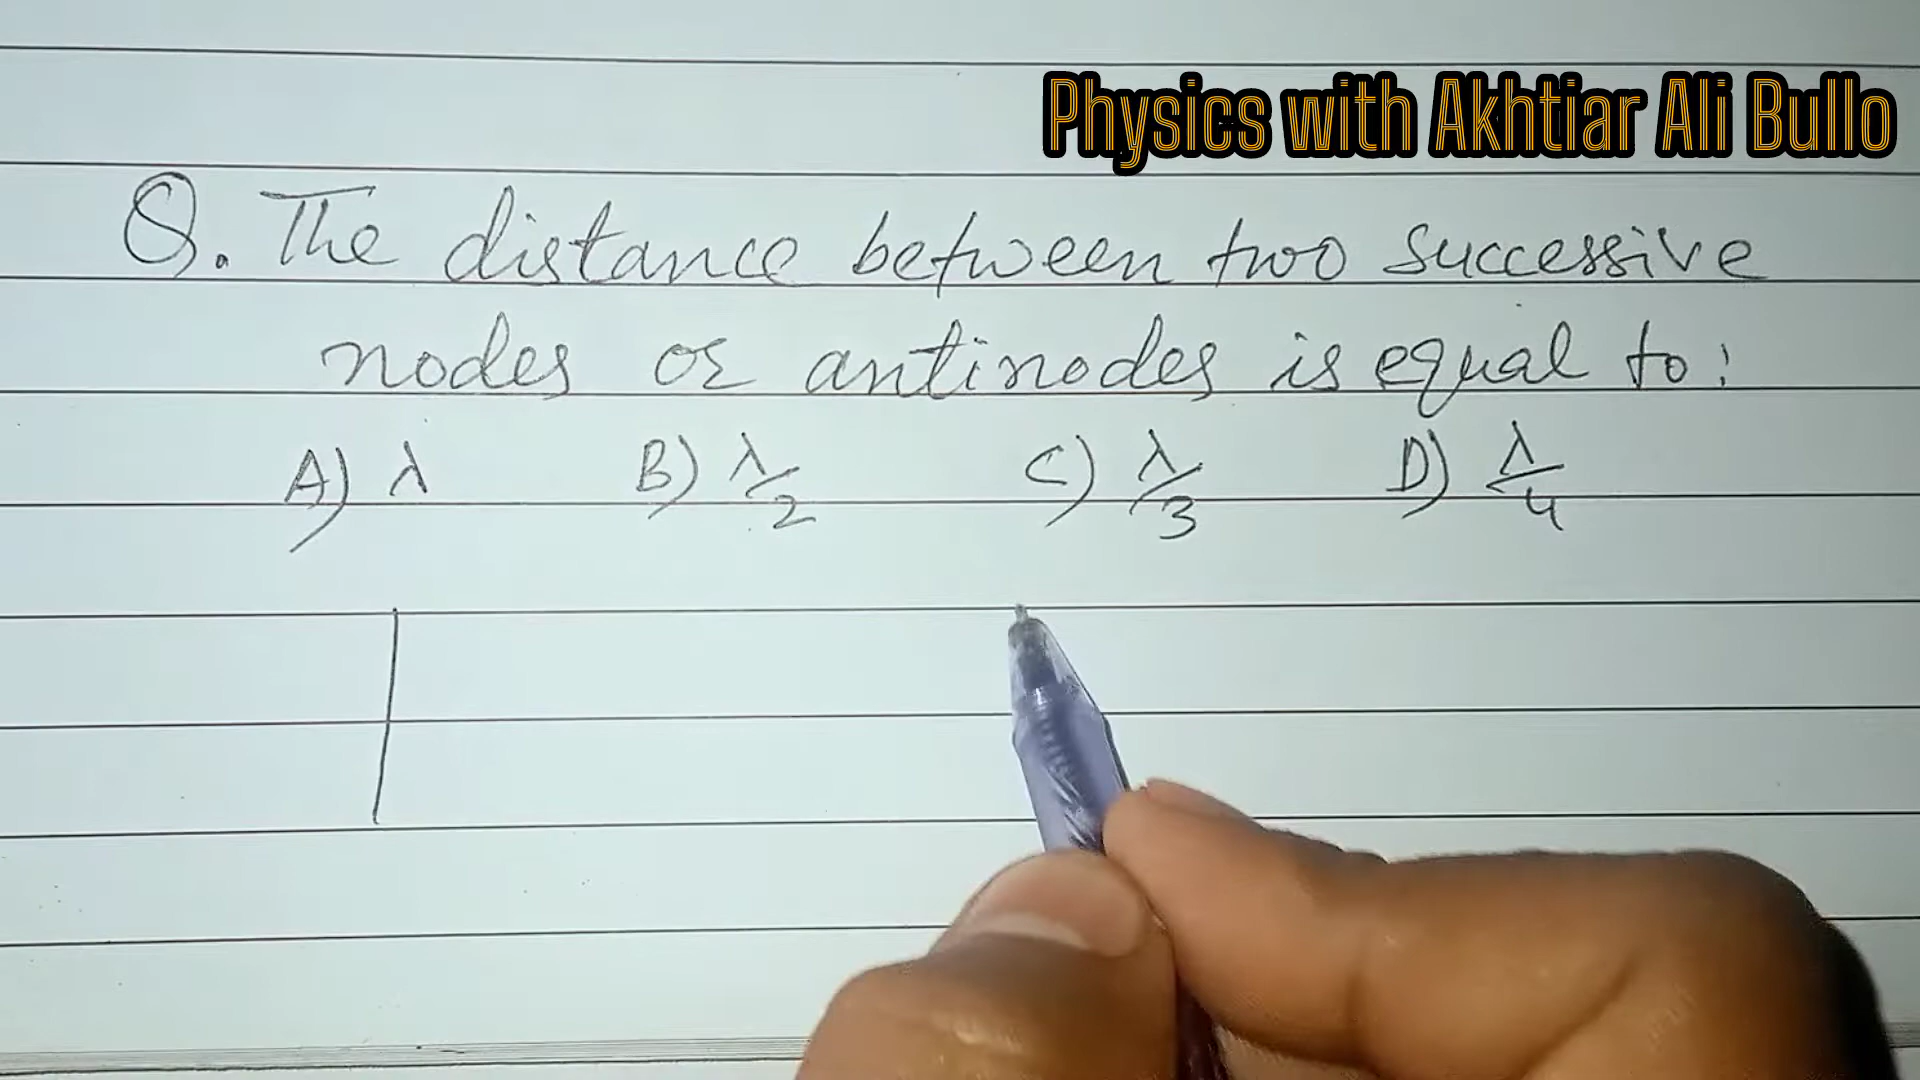 Physics with Akhtiar Ali Bullo
Q. The distance between two successive
nodes or antinodes is equal to:
A) λ B) λ/2 C) λ/3 D) λ/4